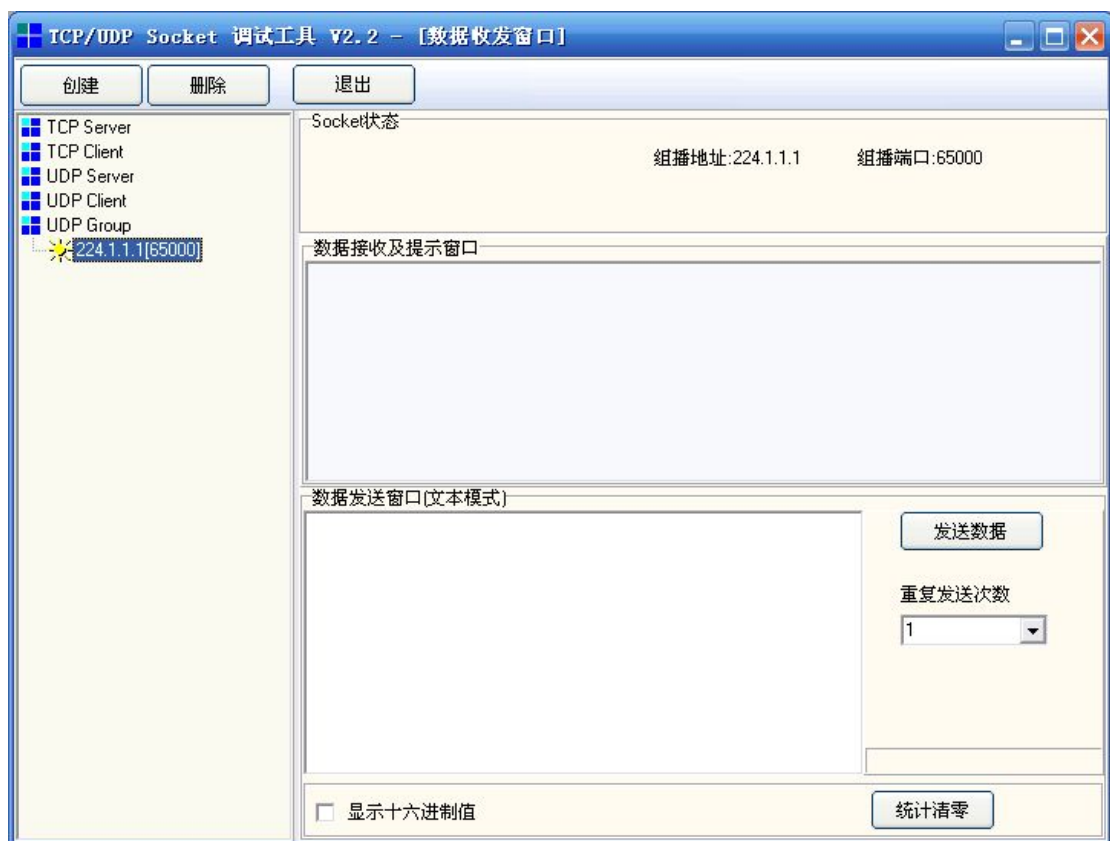 TCP/UDP Socket 调试工具 V2.2 - [数据收发窗口]
创建 删除 退出
TCP Server
TCP Client
UDP Server
UDP Client
UDP Group
224.1.1.1[65000]
Socket状态
组播地址:224.1.1.1 组播端口:65000
数据接收及提示窗口
数据发送窗口(文本模式)
发送数据
重复发送次数
1
显示十六进制值
统计清零